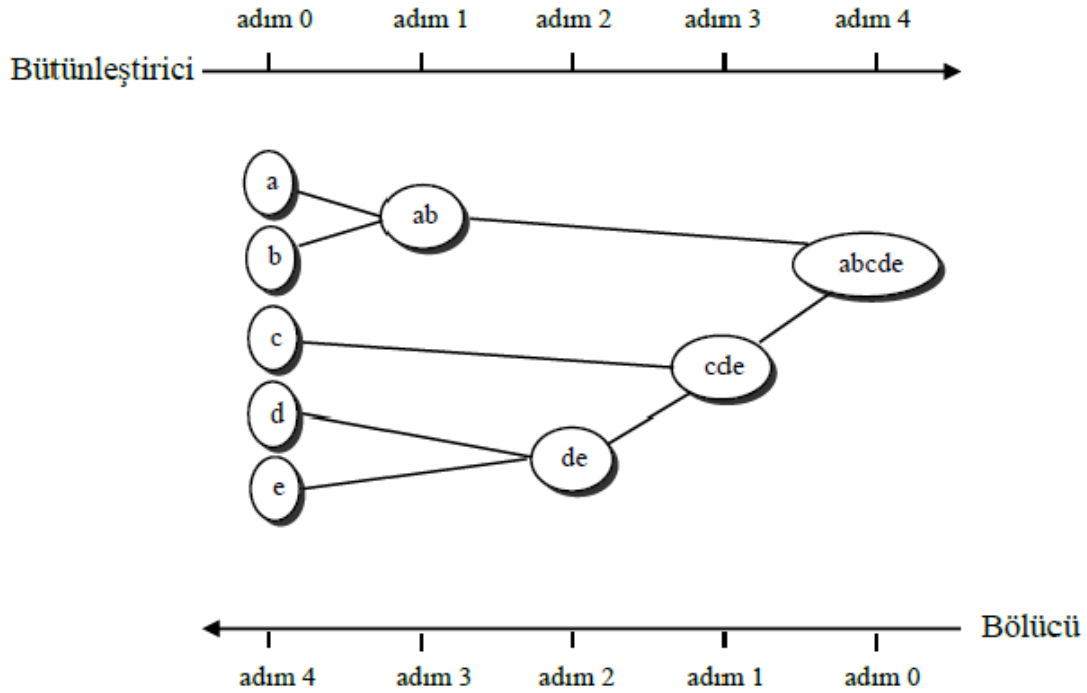 adım 0 adım 1 adım 2 adım 3 adım 4
Bütünleştirici
a
ab
b
abcde
c
cde
d
de
e
Bölücü
adım 4 adım 3 adım 2 adım 1 adım 0